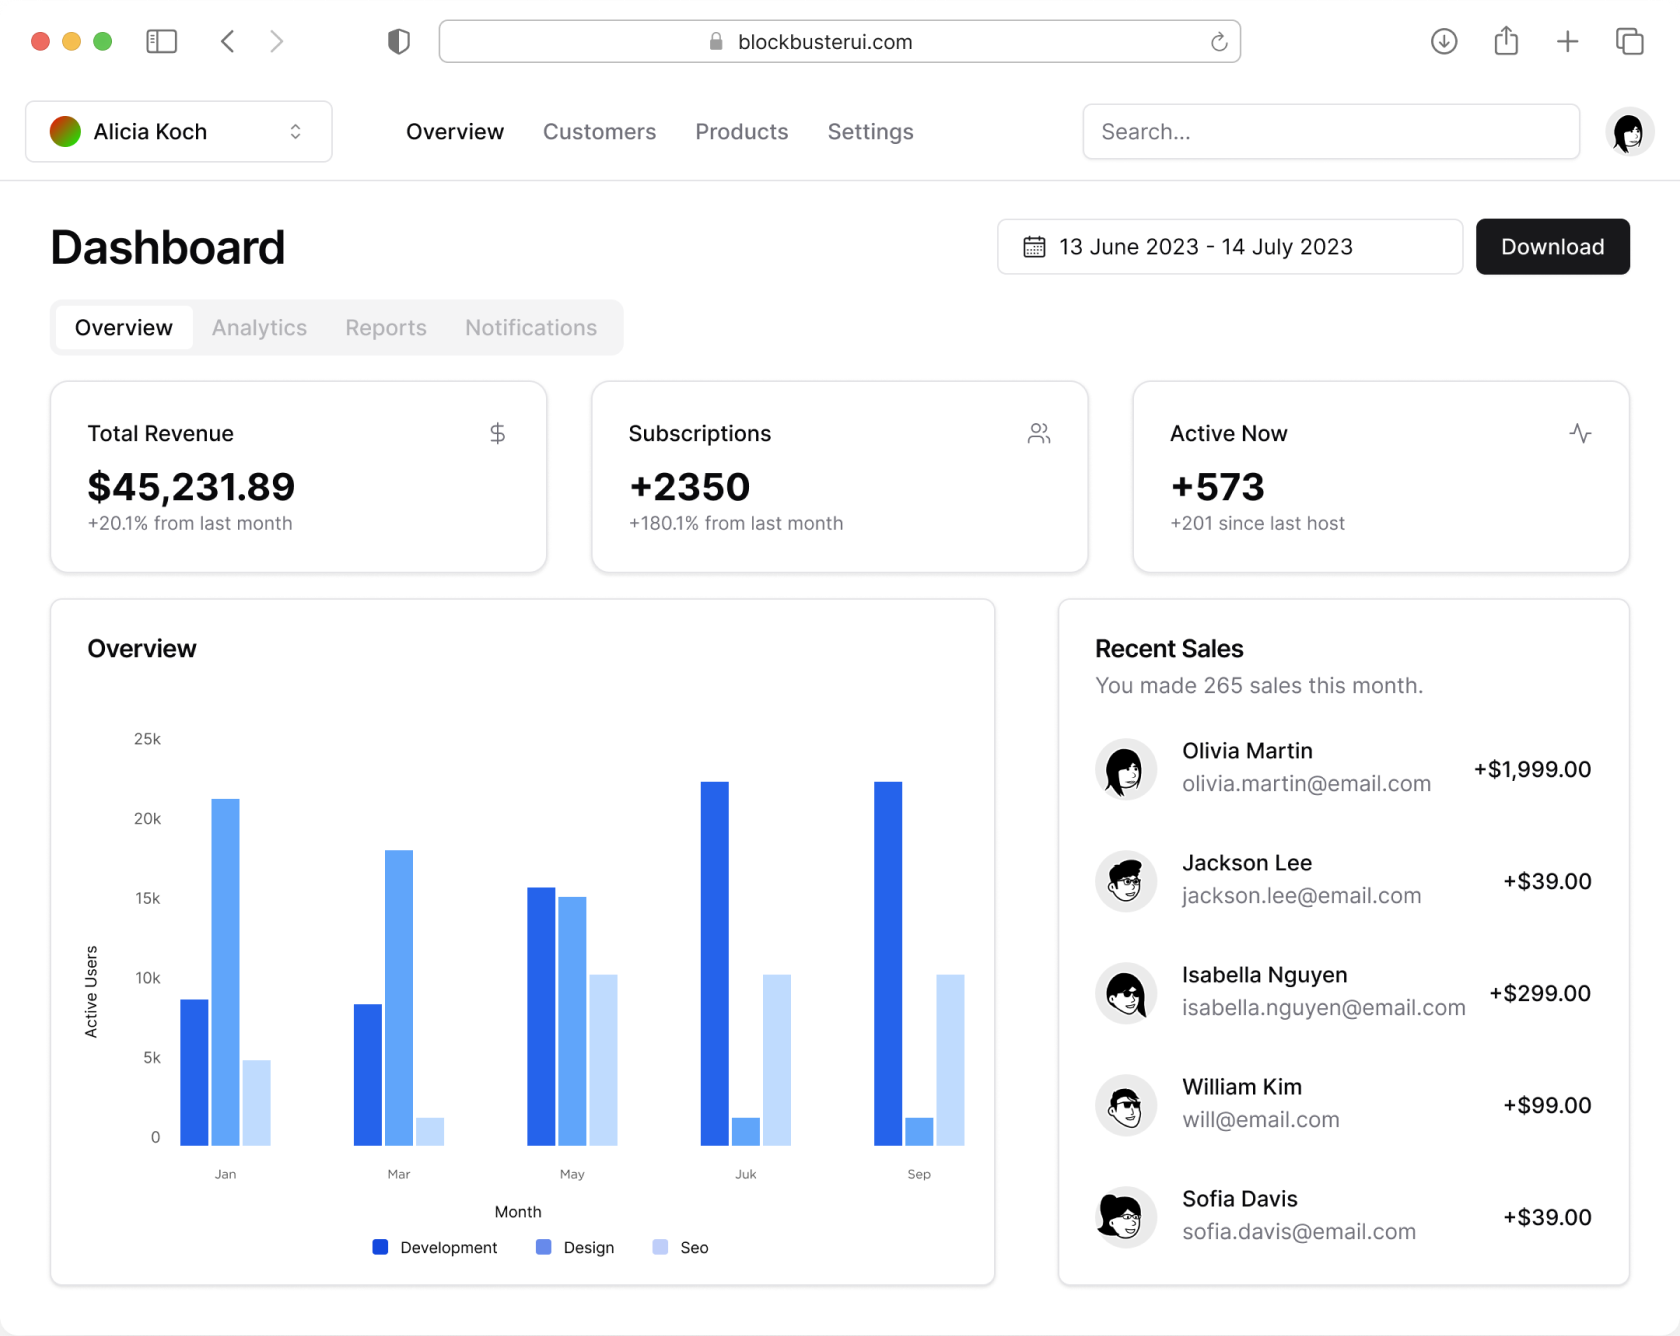 blockbusterui.com
Alicia Koch
Overview
Customers
Products
Settings
Search...
Dashboard
13 June 2023 - 14 July 2023
Download
Overview
Analytics
Reports
Notifications
Total Revenue
$
$45,231.89
+20.1% from last month
Subscriptions
+2350
+180.1% from last month
Active Now
+573
+201 since last host
Overview
25k
20k
15k
10k
5k
0
Active Users
Jan
Mar
May
Juk
Sep
Month
Development
Design
Seo
Recent Sales
You made 265 sales this month.
Olivia Martin
olivia.martin@email.com
+$1,999.00
Jackson Lee
jackson.lee@email.com
+$39.00
Isabella Nguyen
isabella.nguyen@email.com
+$299.00
William Kim
will@email.com
+$99.00
Sofia Davis
sofia.davis@email.com
+$39.00